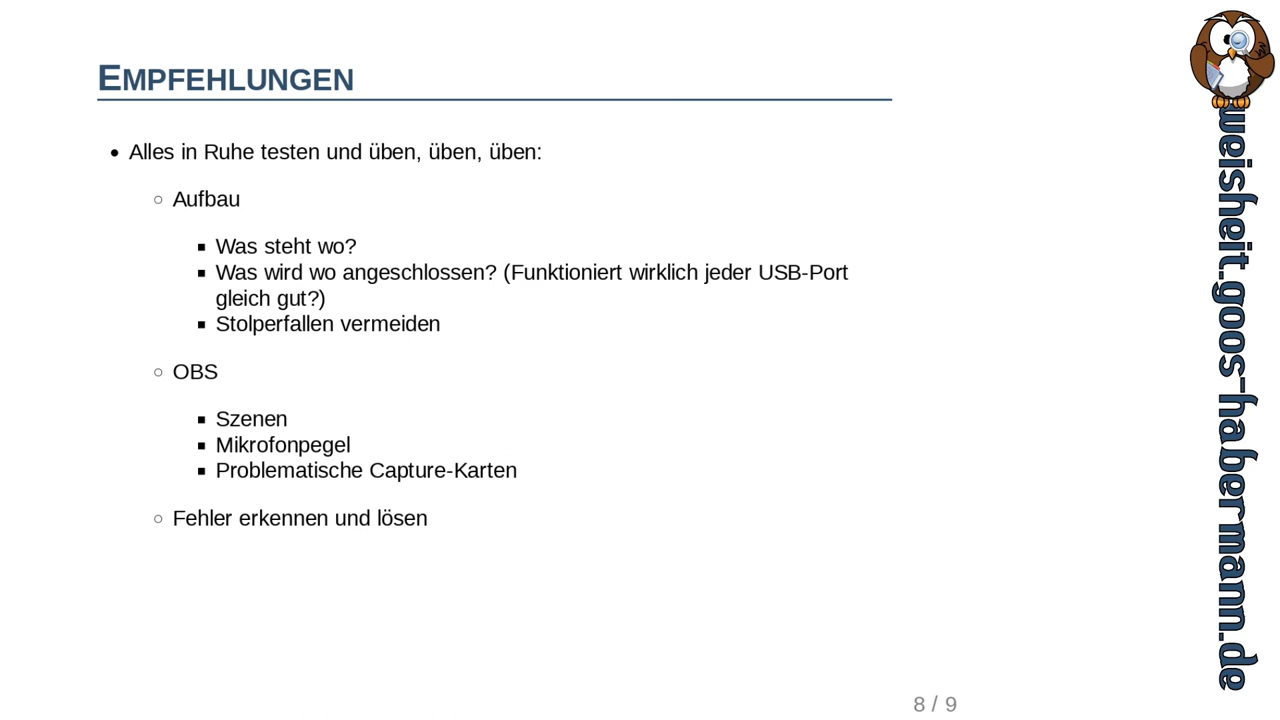 EMPFEHLUNGEN
• Alles in Ruhe testen und üben, üben, üben:
○ Aufbau
▪ Was steht wo?
▪ Was wird wo angeschlossen? (Funktioniert wirklich jeder USB-Port
gleich gut?)
▪ Stolperfallen vermeiden
○ OBS
▪ Szenen
▪ Mikrofonpegel
▪ Problematische Capture-Karten
○ Fehler erkennen und lösen
8 / 9
weisheit.goos-habermann.de